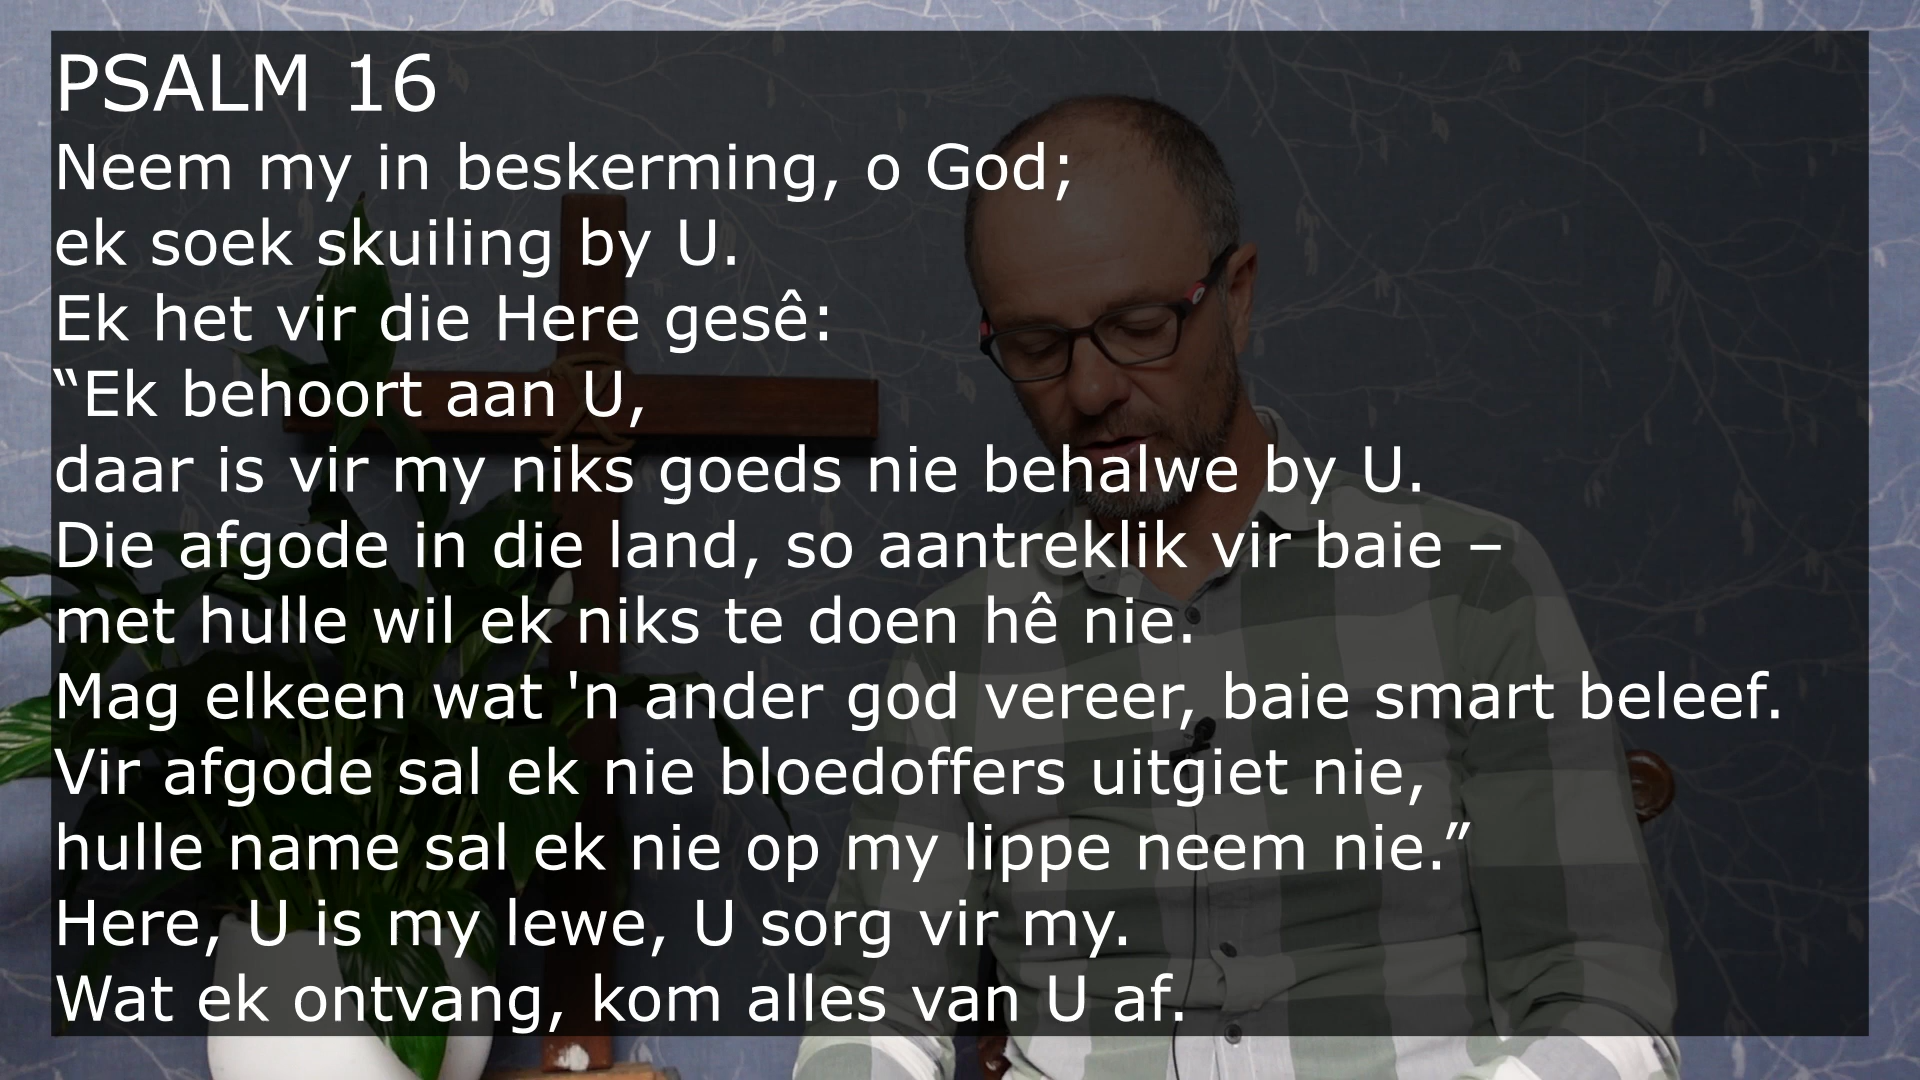 PSALM 16
Neem my in beskerming, o God;
ek soek skuiling by U.
Ek het vir die Here gesê:
“Ek behoort aan U,
daar is vir my niks goeds nie behalwe by U.
Die afgode in die land, so aantreklik vir baie –
met hulle wil ek niks te doen hê nie.
Mag elkeen wat 'n ander god vereer, baie smart beleef.
Vir afgode sal ek nie bloedoffers uitgiet nie,
hulle name sal ek nie op my lippe neem nie.”
Here, U is my lewe, U sorg vir my.
Wat ek ontvang, kom alles van U af.